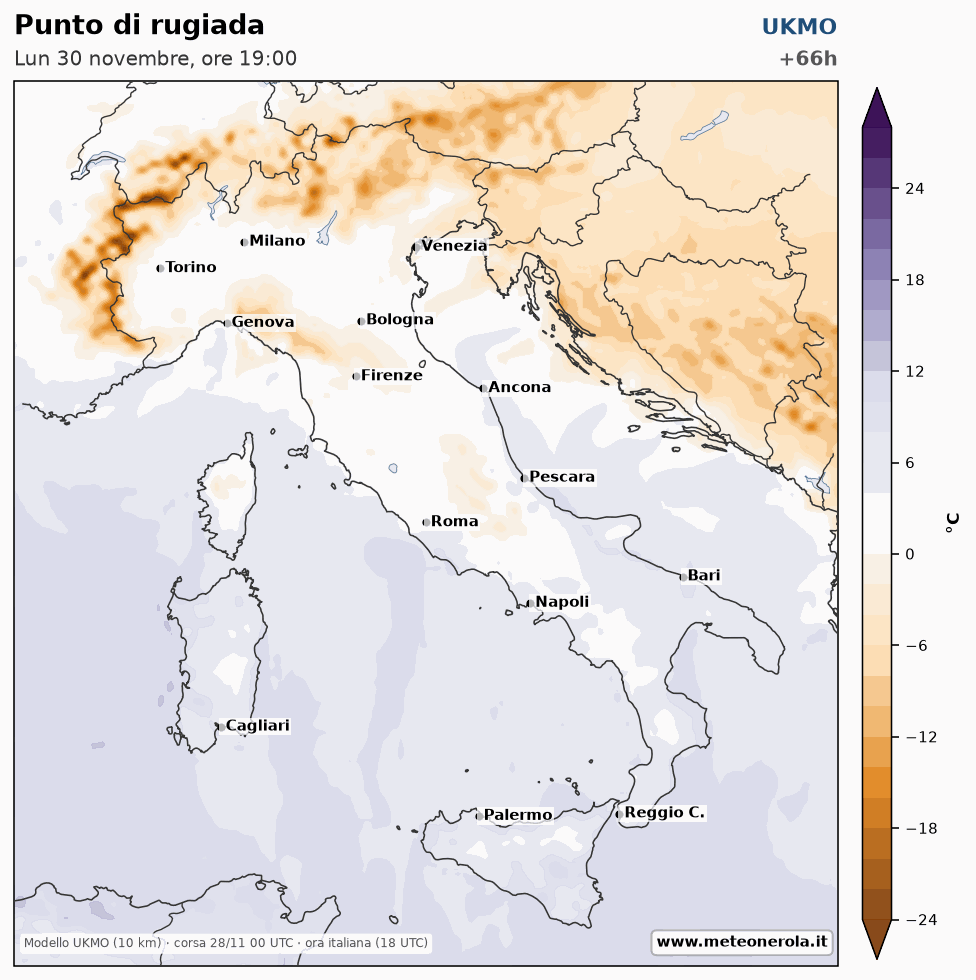 Punto di rugiada
UKMO
Lun 30 novembre, ore 19:00
+66h
24
18
12
6
0
−6
−12
−18
−24
°C
Milano
Venezia
Torino
Genova
Bologna
Firenze
Ancona
Pescara
Roma
Bari
Napoli
Cagliari
Palermo
Reggio C.
Modello UKMO (10 km) · corsa 28/11 00 UTC · ora italiana (18 UTC)
www.meteonerola.it